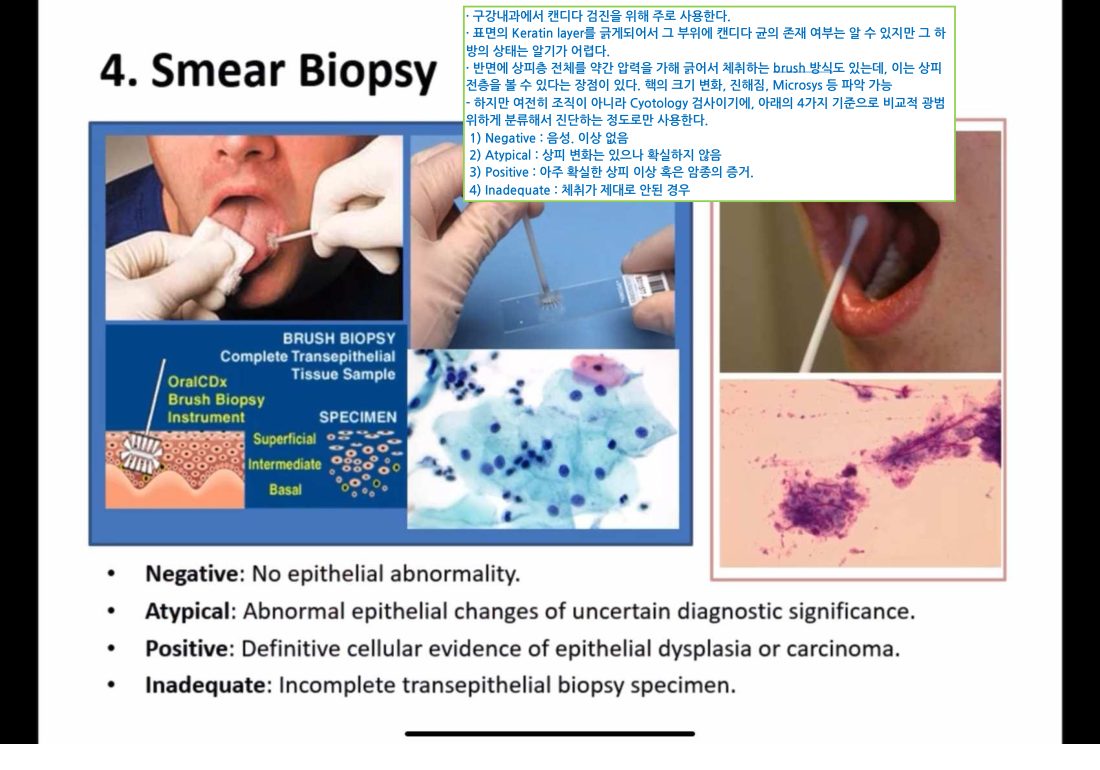 4. Smear Biopsy
· 구강내과에서 캔디다 검진을 위해 주로 사용한다.
· 표면의 Keratin layer를 긁게되어서 그 부위에 캔디다 균의 존재 여부는 알 수 있지만 그 하
방의 상태는 알기가 어렵다.
· 반면에 상피층 전체를 약간 압력을 가해 긁어서 체취하는 brush 방식도 있는데, 이는 상피
전층을 볼 수 있다는 장점이 있다. 핵의 크기 변화, 진해짐, Microsys 등 파악 가능
- 하지만 여전히 조직이 아니라 Cyotology 검사이기에, 아래의 4가지 기준으로 비교적 광범
위하게 분류해서 진단하는 정도로만 사용한다.
1) Negative : 음성. 이상 없음
2) Atypical : 상피 변화는 있으나 확실하지 않음
3) Positive : 아주 확실한 상피 이상 혹은 암종의 증거.
4) Inadequate : 체취가 제대로 안된 경우
BRUSH BIOPSY
Complete Transepithelial
Tissue Sample
OralCDx
Brush Biopsy
Instrument
SPECIMEN
Superficial
Intermediate
Basal
• Negative: No epithelial abnormality.
• Atypical: Abnormal epithelial changes of uncertain diagnostic significance.
• Positive: Definitive cellular evidence of epithelial dysplasia or carcinoma.
• Inadequate: Incomplete transepithelial biopsy specimen.